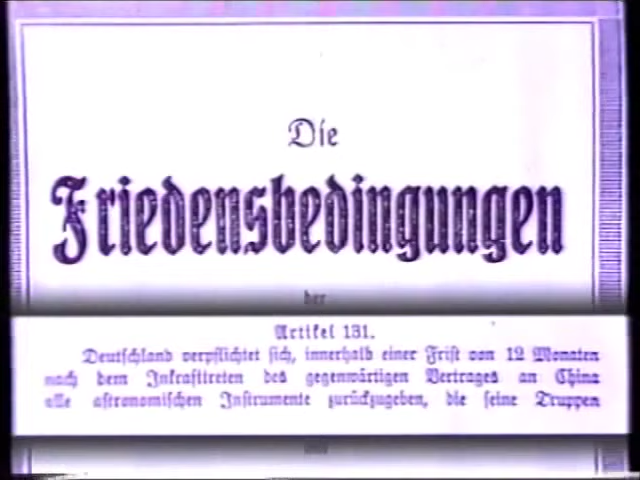 Die
Friedensbedingungen
der
Artikel 131.
Deutschland verpflichtet sich, innerhalb einer Frist von 12 Monaten
nach dem Inkrafttreten des gegenwärtigen Vertrages an China
alle astronomischen Instrumente zurückzugeben, die seine Truppen